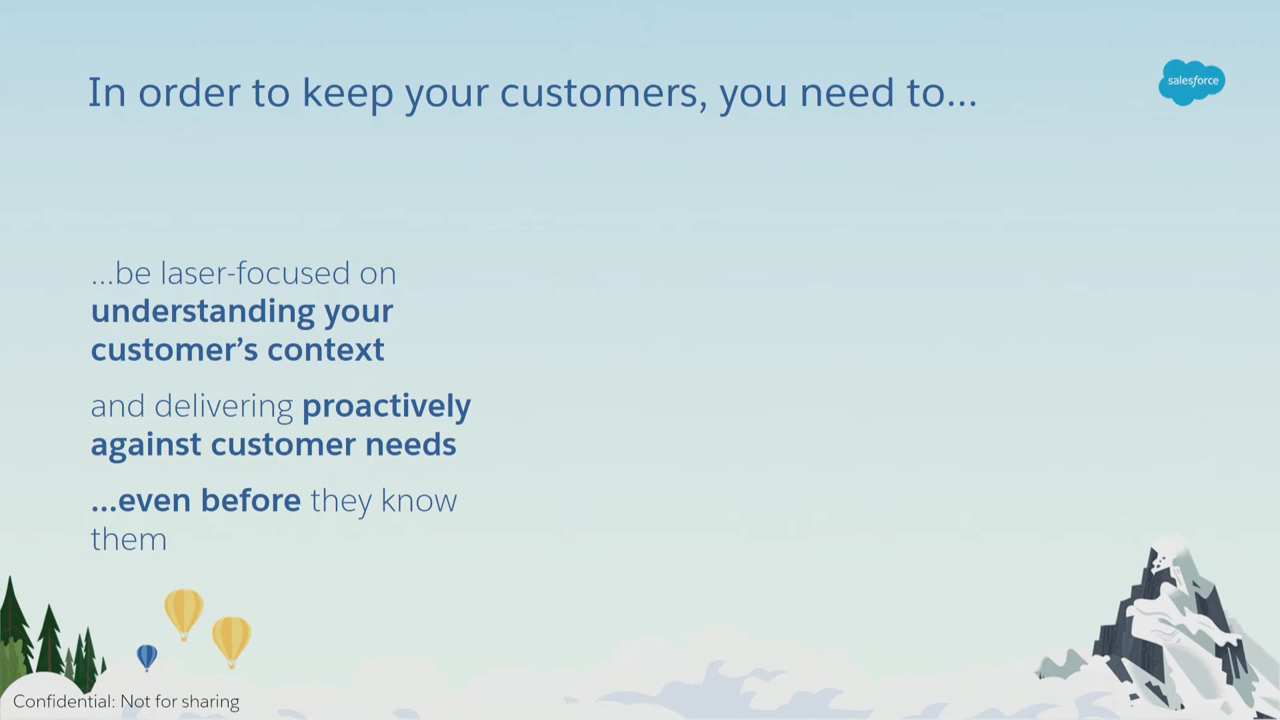 In order to keep your customers, you need to...
salesforce
...be laser-focused on
understanding your
customer’s context
and delivering proactively
against customer needs
...even before they know
them
Confidential: Not for sharing